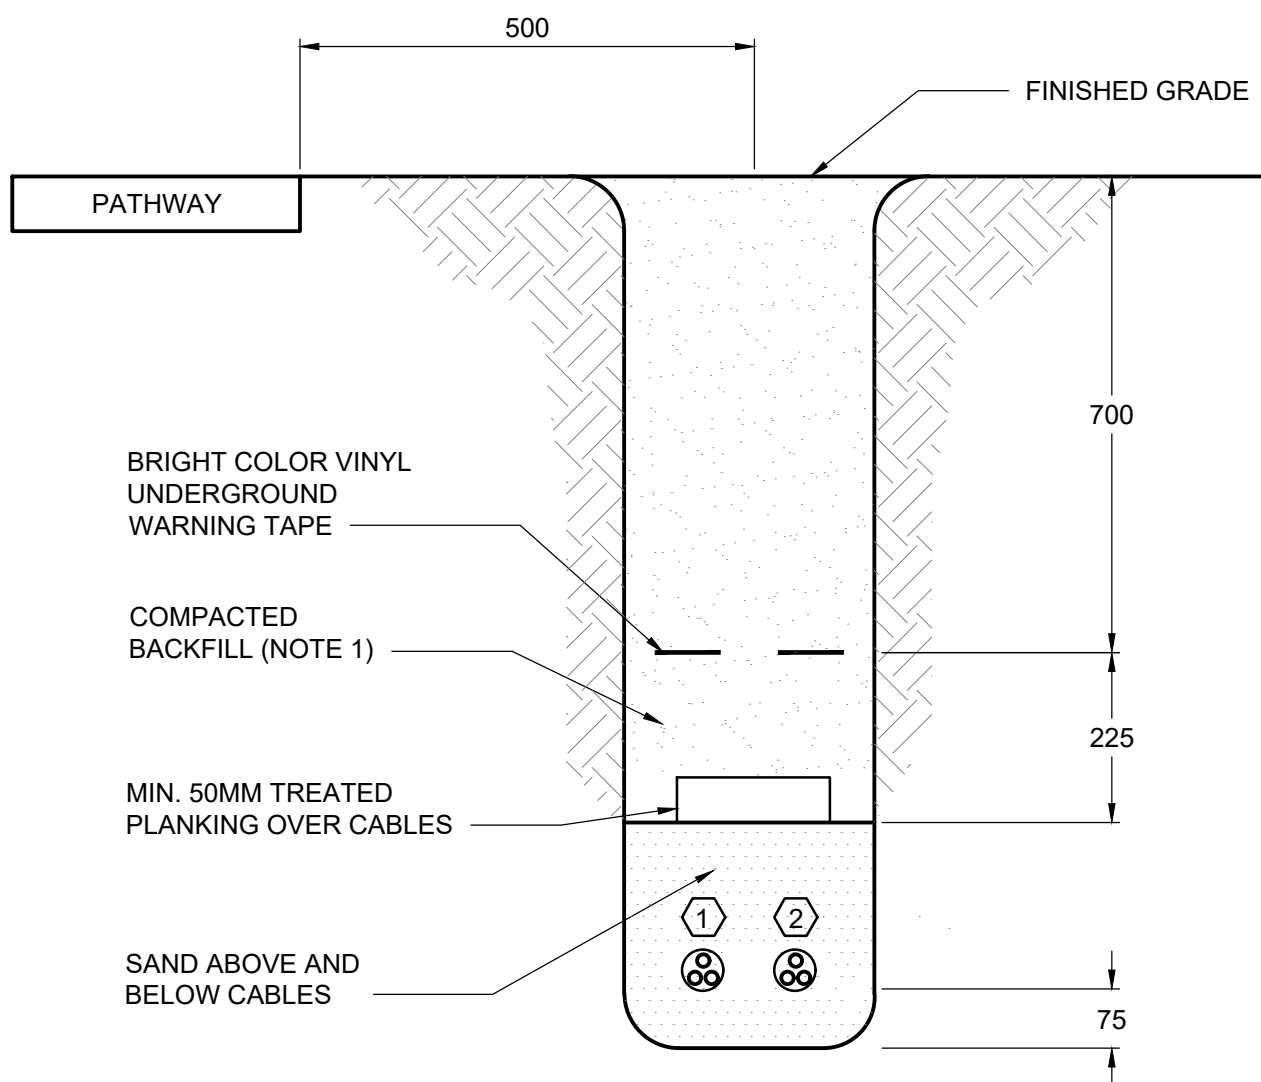 500
FINISHED GRADE
PATHWAY
700
BRIGHT COLOR VINYL
UNDERGROUND
WARNING TAPE
COMPACTED
BACKFILL (NOTE 1)
225
MIN. 50MM TREATED
PLANKING OVER CABLES
1
2
SAND ABOVE AND
BELOW CABLES
75